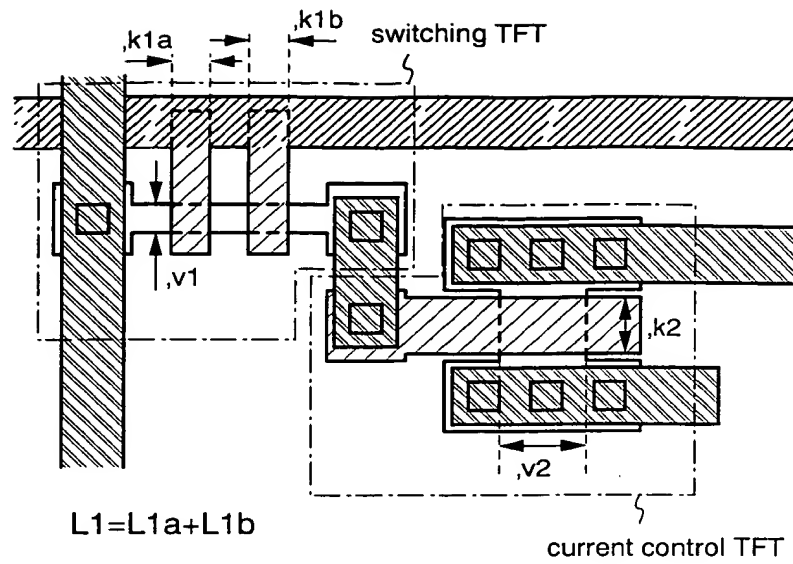 ,k1a
,k1b
switching TFT
,v1
,k2
,v2
L1=L1a+L1b
current control TFT